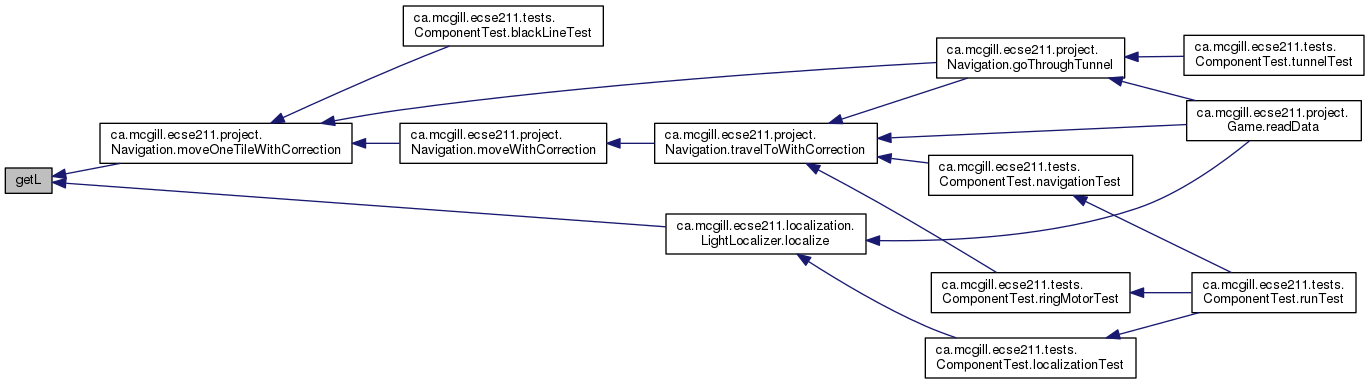 getL
ca.mcgill.ecse211.project.
Navigation.moveOneTileWithCorrection
ca.mcgill.ecse211.tests.
ComponentTest.blackLineTest
ca.mcgill.ecse211.project.
Navigation.moveWithCorrection
ca.mcgill.ecse211.project.
Navigation.travelToWithCorrection
ca.mcgill.ecse211.localization.
LightLocalizer.localize
ca.mcgill.ecse211.project.
Navigation.goThroughTunnel
ca.mcgill.ecse211.tests.
ComponentTest.navigationTest
ca.mcgill.ecse211.tests.
ComponentTest.ringMotorTest
ca.mcgill.ecse211.tests.
ComponentTest.localizationTest
ca.mcgill.ecse211.tests.
ComponentTest.tunnelTest
ca.mcgill.ecse211.project.
Game.readData
ca.mcgill.ecse211.tests.
ComponentTest.runTest